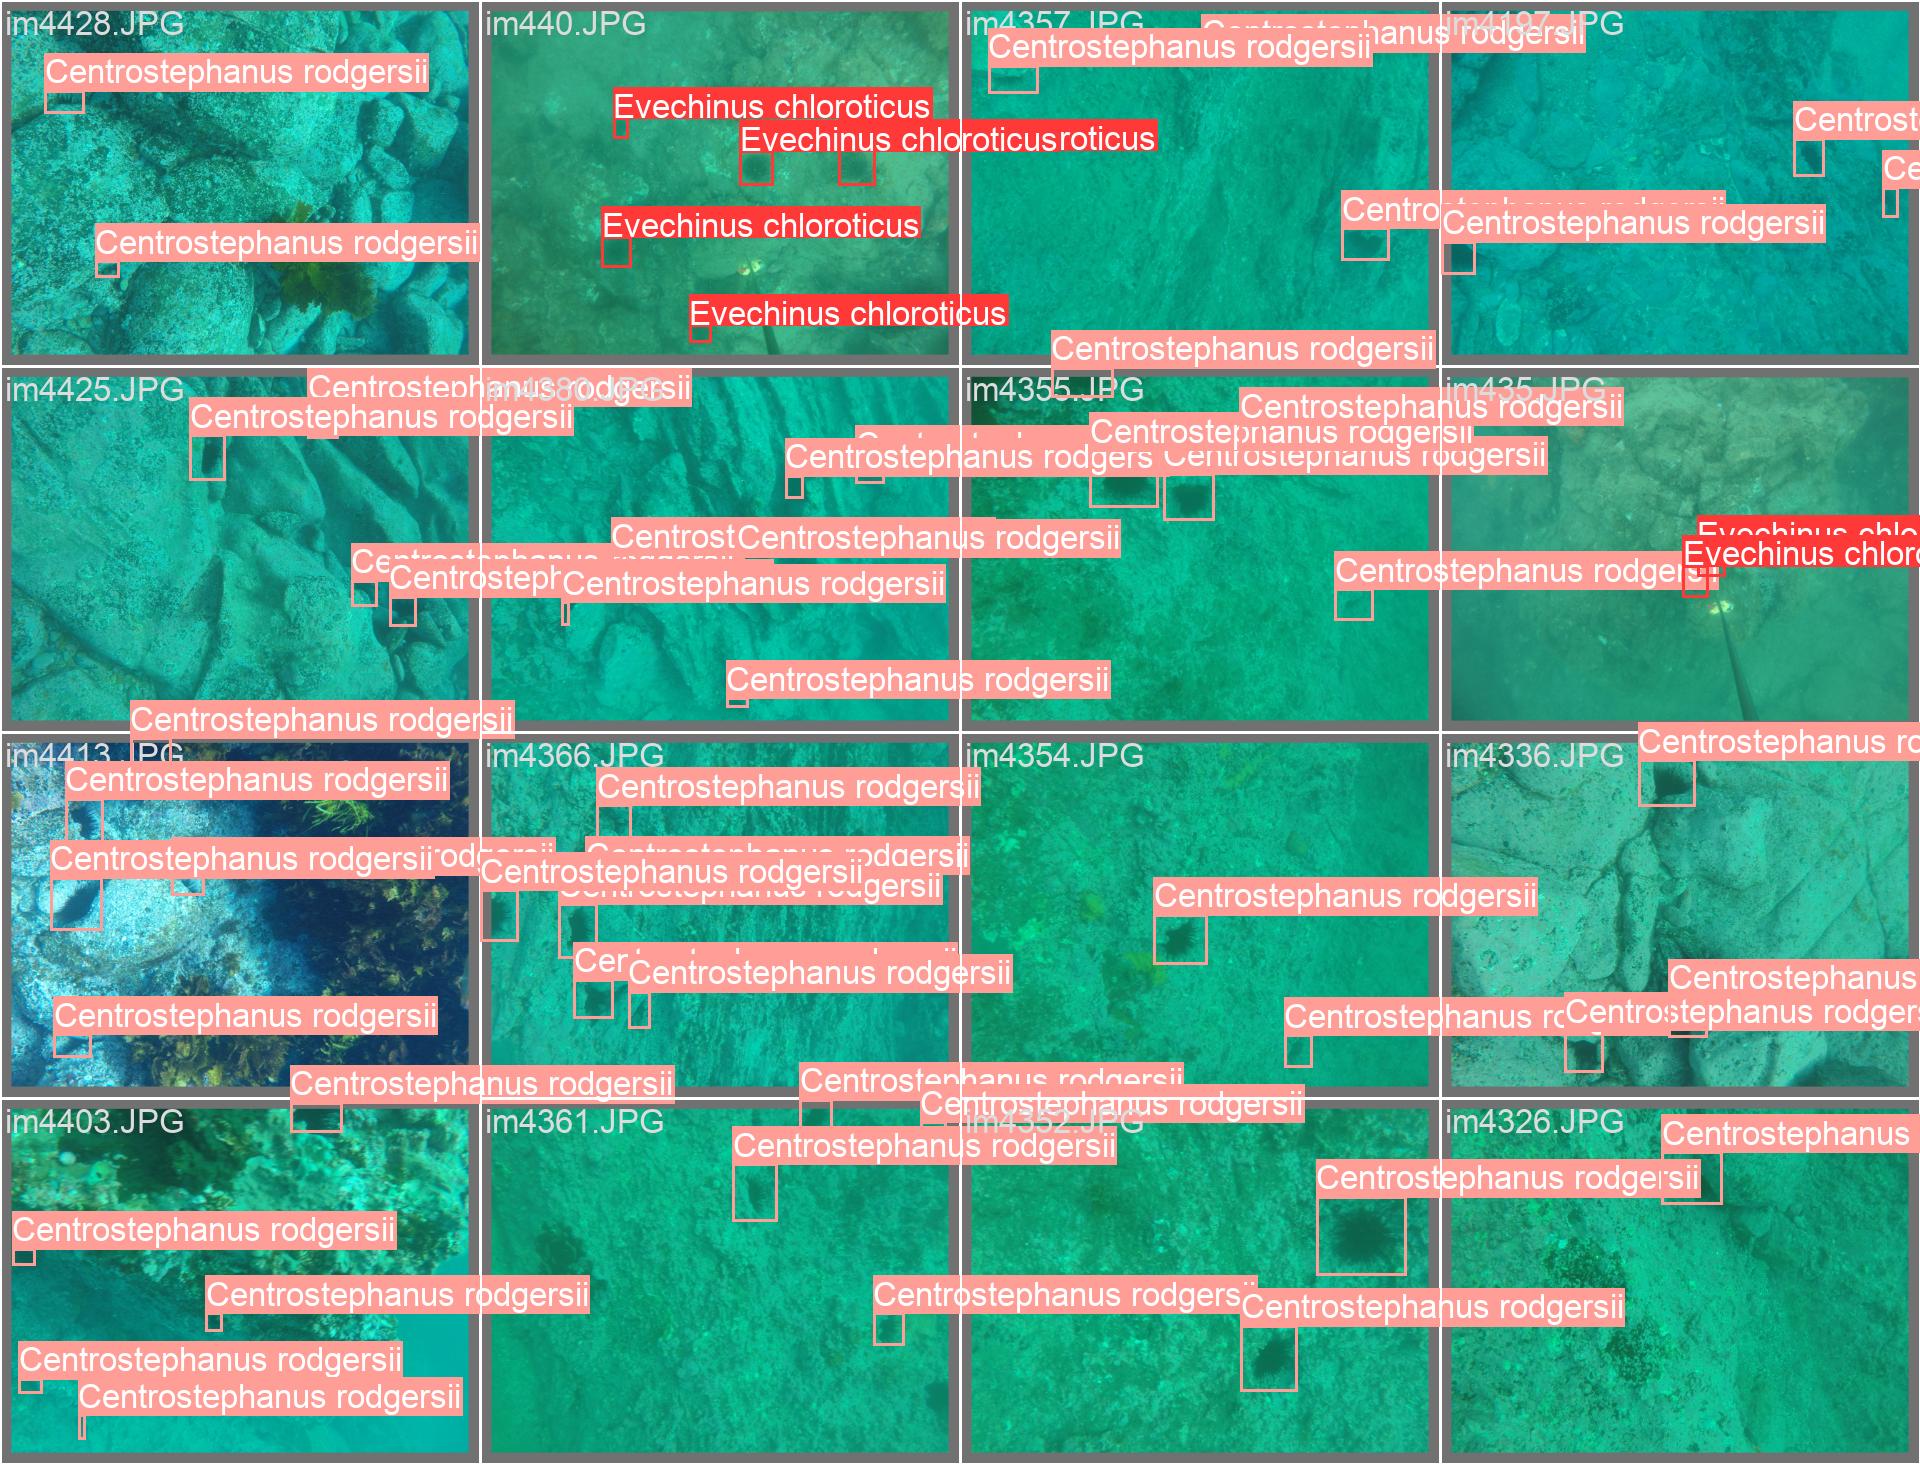 im4428.JPG
Centrostephanus rodgersii
Centrostephanus rodgersii
im440.JPG
Evechinus chloroticus
Evechinus chloroticus
roticus
Evechinus chloroticus
Evechinus chloroticus
im4357.JPG
Centrostephanus rodgersii
Centrostephanus rodgersii
Centro
Centrostephanus rodgersii
im4197.JPG
Centrost
Ce
Centrostephanus rodgersii
im4425.JPG
Centrostephanus rodgersii
Centrostephanus rodgersii
Ce
Centrosteph
im4380.JPG
Centrostephanus rodgers
Centrost
Centrostephanus rodgersii
Centrostephanus rodgersii
Centrostephanus rodgersii
im4355.JPG
Centrostephanus rodgersii
Centrostephanus rodgersii
Centrostephanus rodgersii
Centrostephanus rodgersii
im435.JPG
Evechinus chlo
Evechinus chloro
im4413.JPG
Centrostephanus rodgersii
Centrostephanus rodgersii
Centrostephanus rodgersii
rodgersii
Centrostephanus rodgersii
im4366.JPG
Centrostephanus rodgersii
Centrostephanus rodgersii
Centrostephanus rodgersii
Centrostephanus rodgersii
Cen
Centrostephanus rodgersii
im4354.JPG
Centrostephanus rodgersii
Centrostephanus ro
im4336.JPG
Centrostephanus ro
Centrostephanus
Centrostephanus rodgers
im4403.JPG
Centrostephanus rodgersii
Centrostephanus rodgersii
Centrostephanus rodgersii
Centrostephanus rodgersii
Centrostephanus rodgersii
im4361.JPG
Centrostephanus rodgersii
Centrostephanus rodgersii
Centrostephanus rodgersii
im4352.JPG
Centrostephanus rodgersii
Centrostephanus rodgersii
Centrostephanus rodgersii
im4326.JPG
Centrostephanus